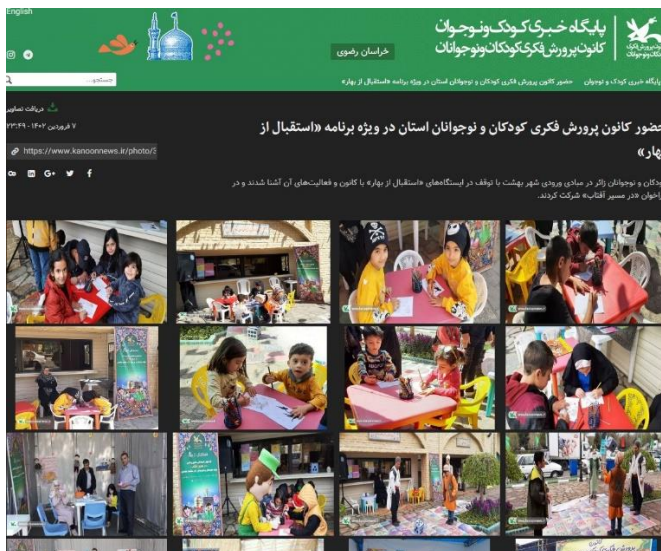 English
پایگاه خبری کودک و نوجوان
کانون پرورش فکری کودکان و نوجوانان
خراسان رضوی
جستجو...
پایگاه خبری کودک و نوجوان
حضور کانون پرورش فکری کودکان و نوجوانان استان در ویژه برنامه «استقبال از بهار»
دریافت تصاویر
۷ فروردین ۱۴۰۲ - ۲۳:۴۹
https://www.kanoonnews.ir/photo/3
حضور کانون پرورش فکری کودکان و نوجوانان استان در ویژه برنامه «استقبال از
بهار»
ودکان و نوجوانان زائر در مبادی ورودی شهر بهشت با توقف در ایستگاه‌های «استقبال از بهار» با کانون و فعالیت‌های آن آشنا شدند و در
راخوان «در مسیر آفتاب» شرکت کردند.